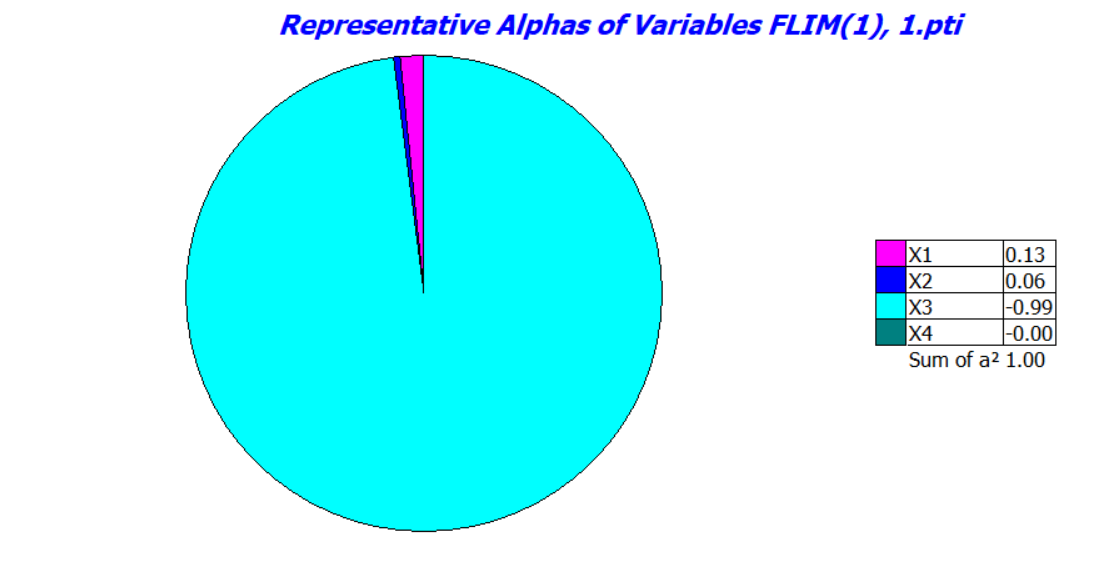 Representative Alphas of Variables FLIM(1), 1.pti
X1 0.13
X2 0.06
X3 -0.99
X4 -0.00
Sum of a² 1.00